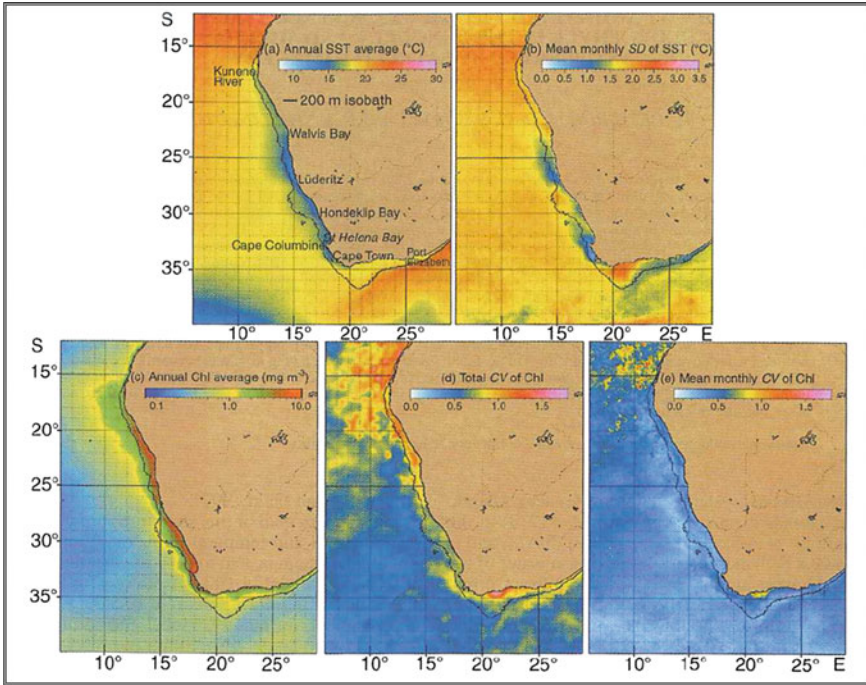 S
(a) Annual SST average (°C)
10 15 20 25 30
15°
Kunene
River
200 m isobath
20°
Walvis Bay
25°
Lüderitz
30°
Hondeklip Bay
St Helena Bay
Cape Columbine
Cape Town
Port
Elizabeth
35°
10° 15° 20° 25°
(b) Mean monthly SD of SST (°C)
0.0 0.5 1.0 1.5 2.0 2.5 3.0 3.5
10° 15° 20° E
S
15°
20°
25°
30°
35°
(c) Annual Chl average (mg m⁻³)
0.1 1.0 10.0
10° 15° 20° 25°
(d) Total CV of Chl
0.0 0.5 1.0 1.5
10° 15° 20° 25°
(e) Mean monthly CV of Chl
0.0 0.5 1.0 1.5
10° 15° 20° 25° E